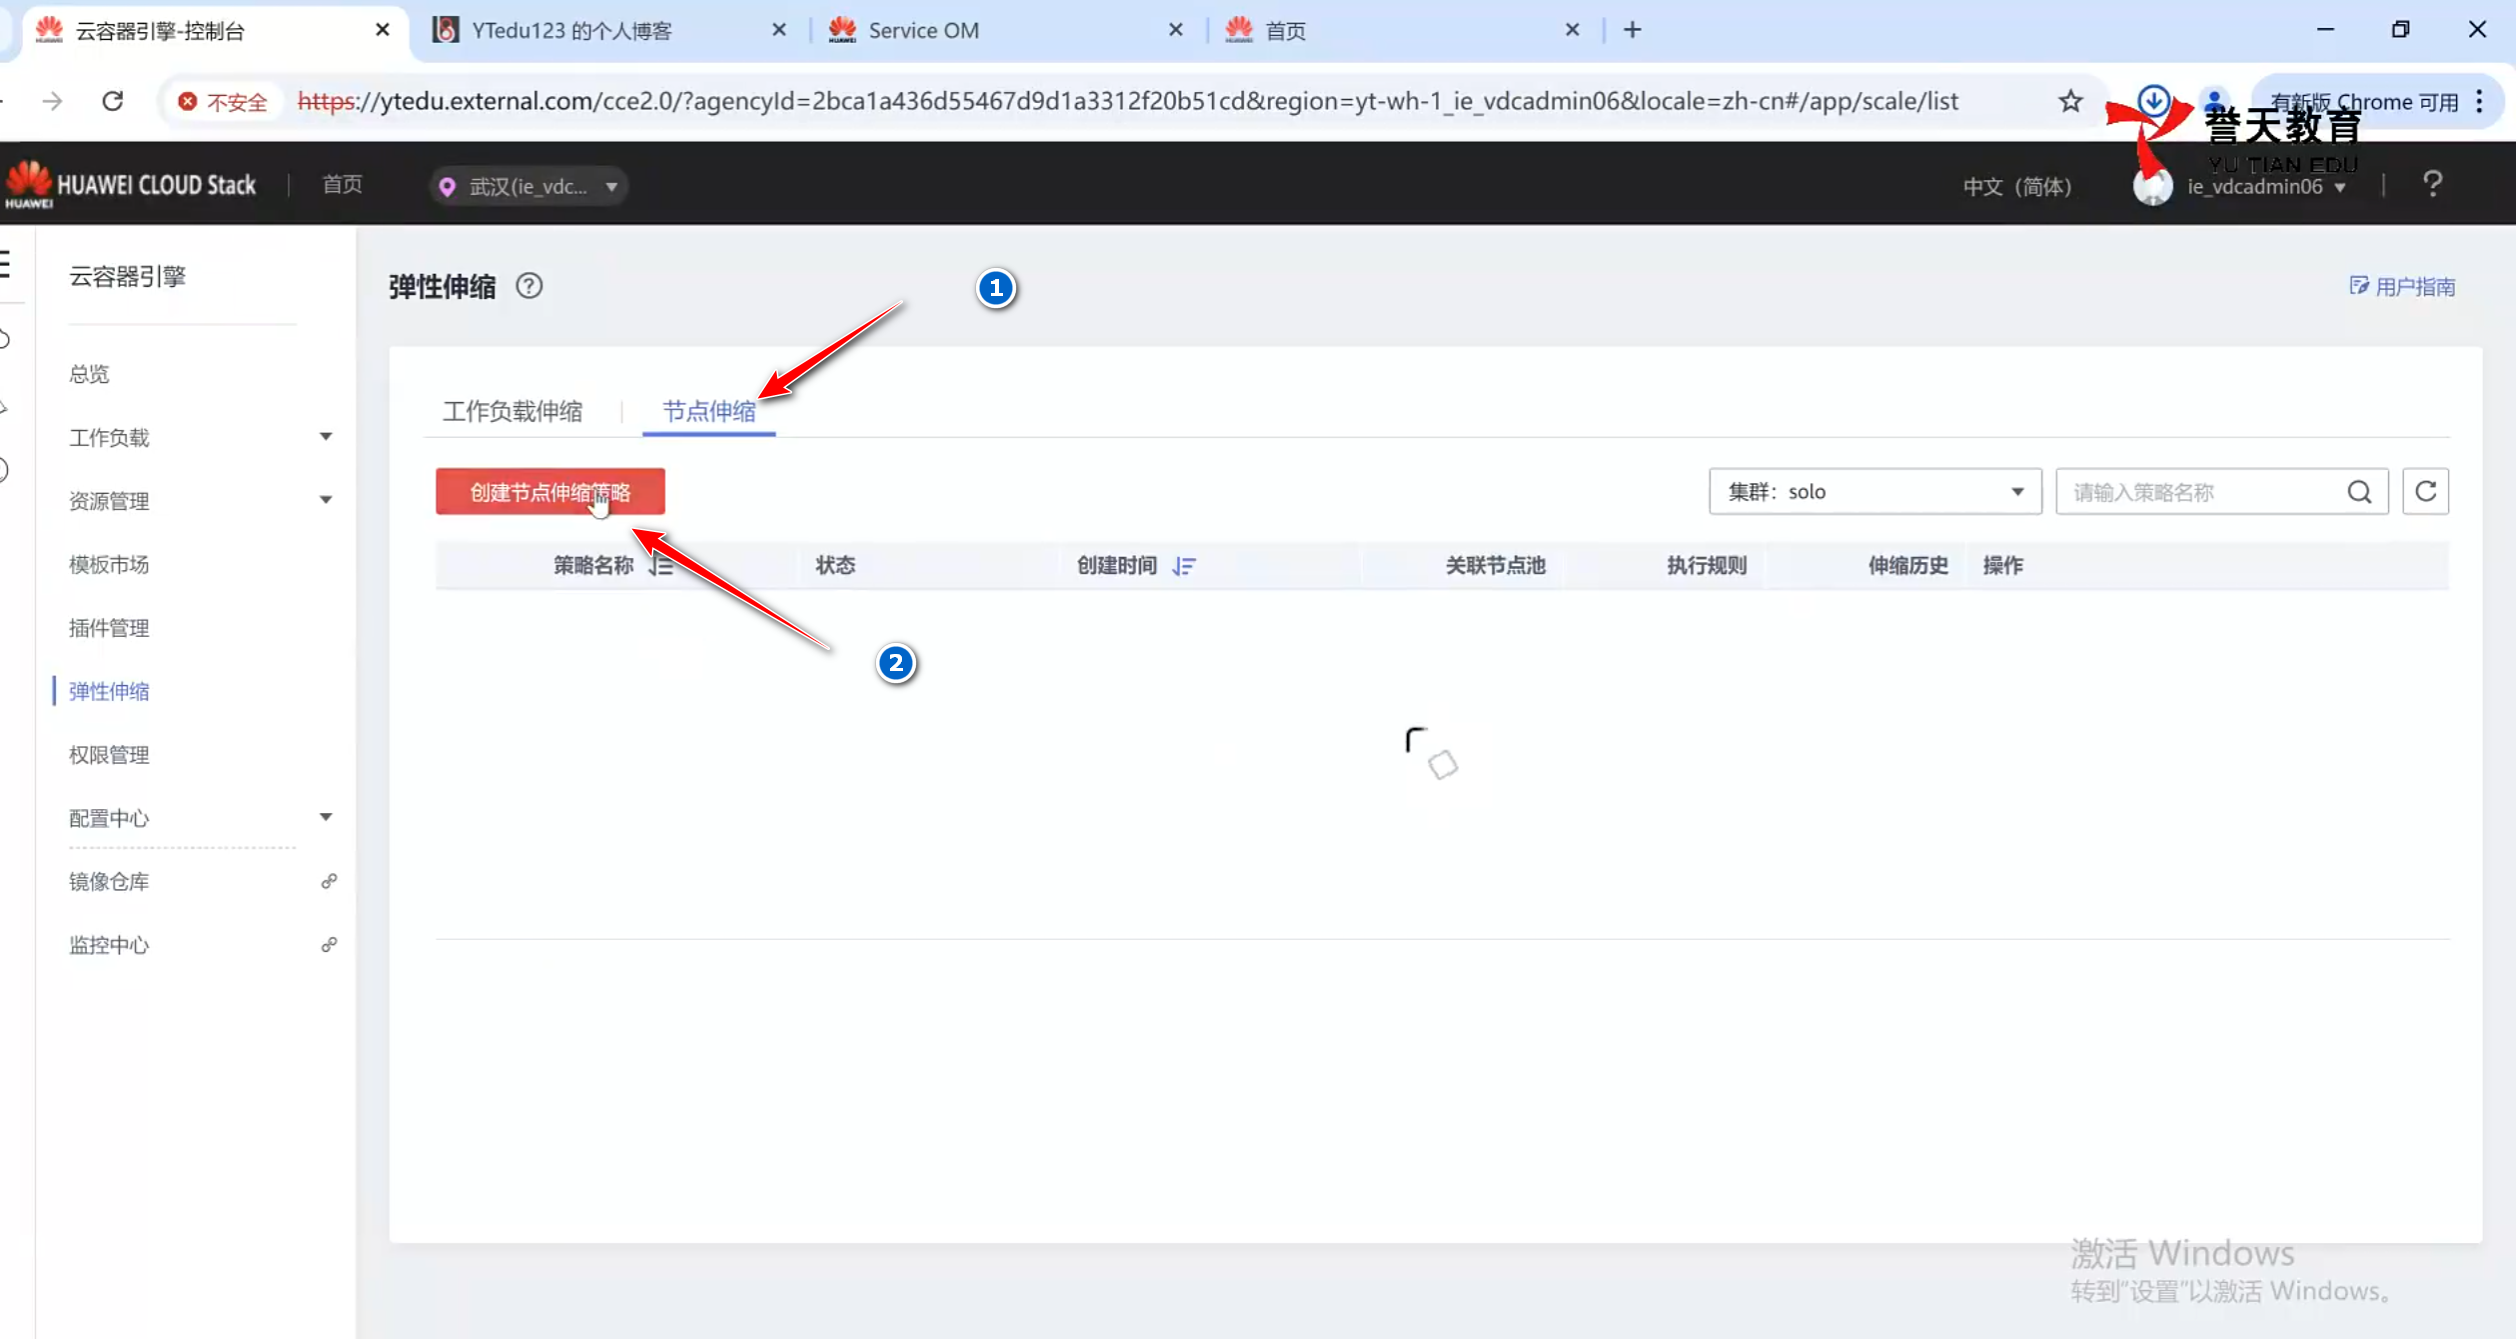 云容器引擎-控制台
YTedu123 的个人博客
Service OM
首页
不安全
https://ytedu.external.com/cce2.0/?agencyId=2bca1a436d55467d9d1a3312f20b51cd&region=yt-wh-1_ie_vdcadmin06&locale=zh-cn#/app/scale/list
有新版 Chrome 可用
誉天教育
YU TIAN EDU
HUAWEI
HUAWEI CLOUD Stack
首页
武汉(ie_vdc...
中文（简体）
ie_vdcadmin06
云容器引擎
弹性伸缩
1
用户指南
总览
工作负载
资源管理
模板市场
插件管理
弹性伸缩
权限管理
配置中心
镜像仓库
监控中心
工作负载伸缩
节点伸缩
创建节点伸缩策略
集群：solo
请输入策略名称
策略名称
状态
创建时间
关联节点池
执行规则
伸缩历史
操作
2
激活 Windows
转到“设置”以激活 Windows。